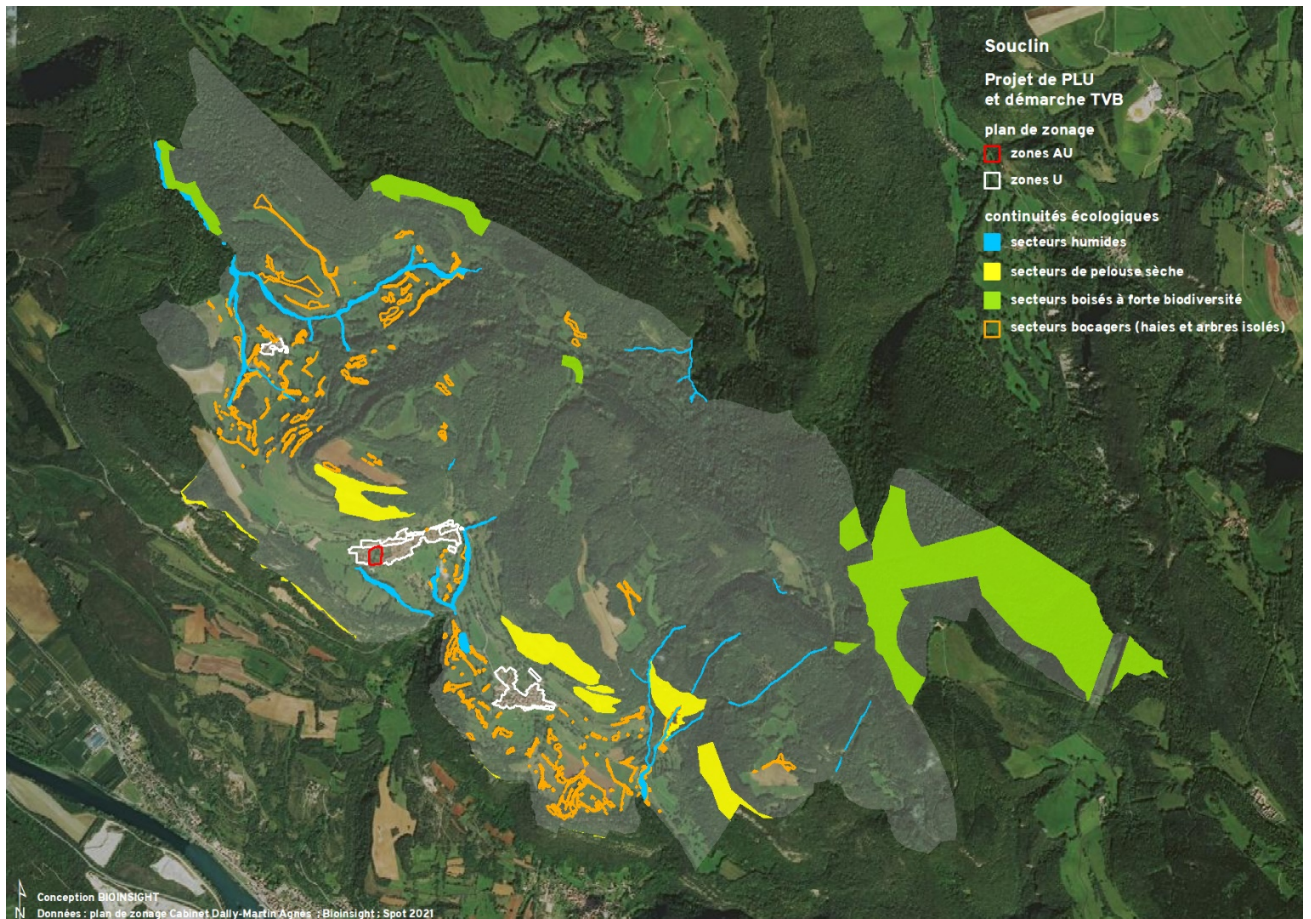 Souclin
Projet de PLU
et démarche TVB
plan de zonage
zones AU
zones U
continuités écologiques
secteurs humides
secteurs de pelouse sèche
secteurs boisés à forte biodiversité
secteurs bocagers (haies et arbres isolés)
Conception BIOINSIGHT
N Données : plan de zonage Cabinet Dally-Martin Agnès ; Bioinsight ; Spot 2021